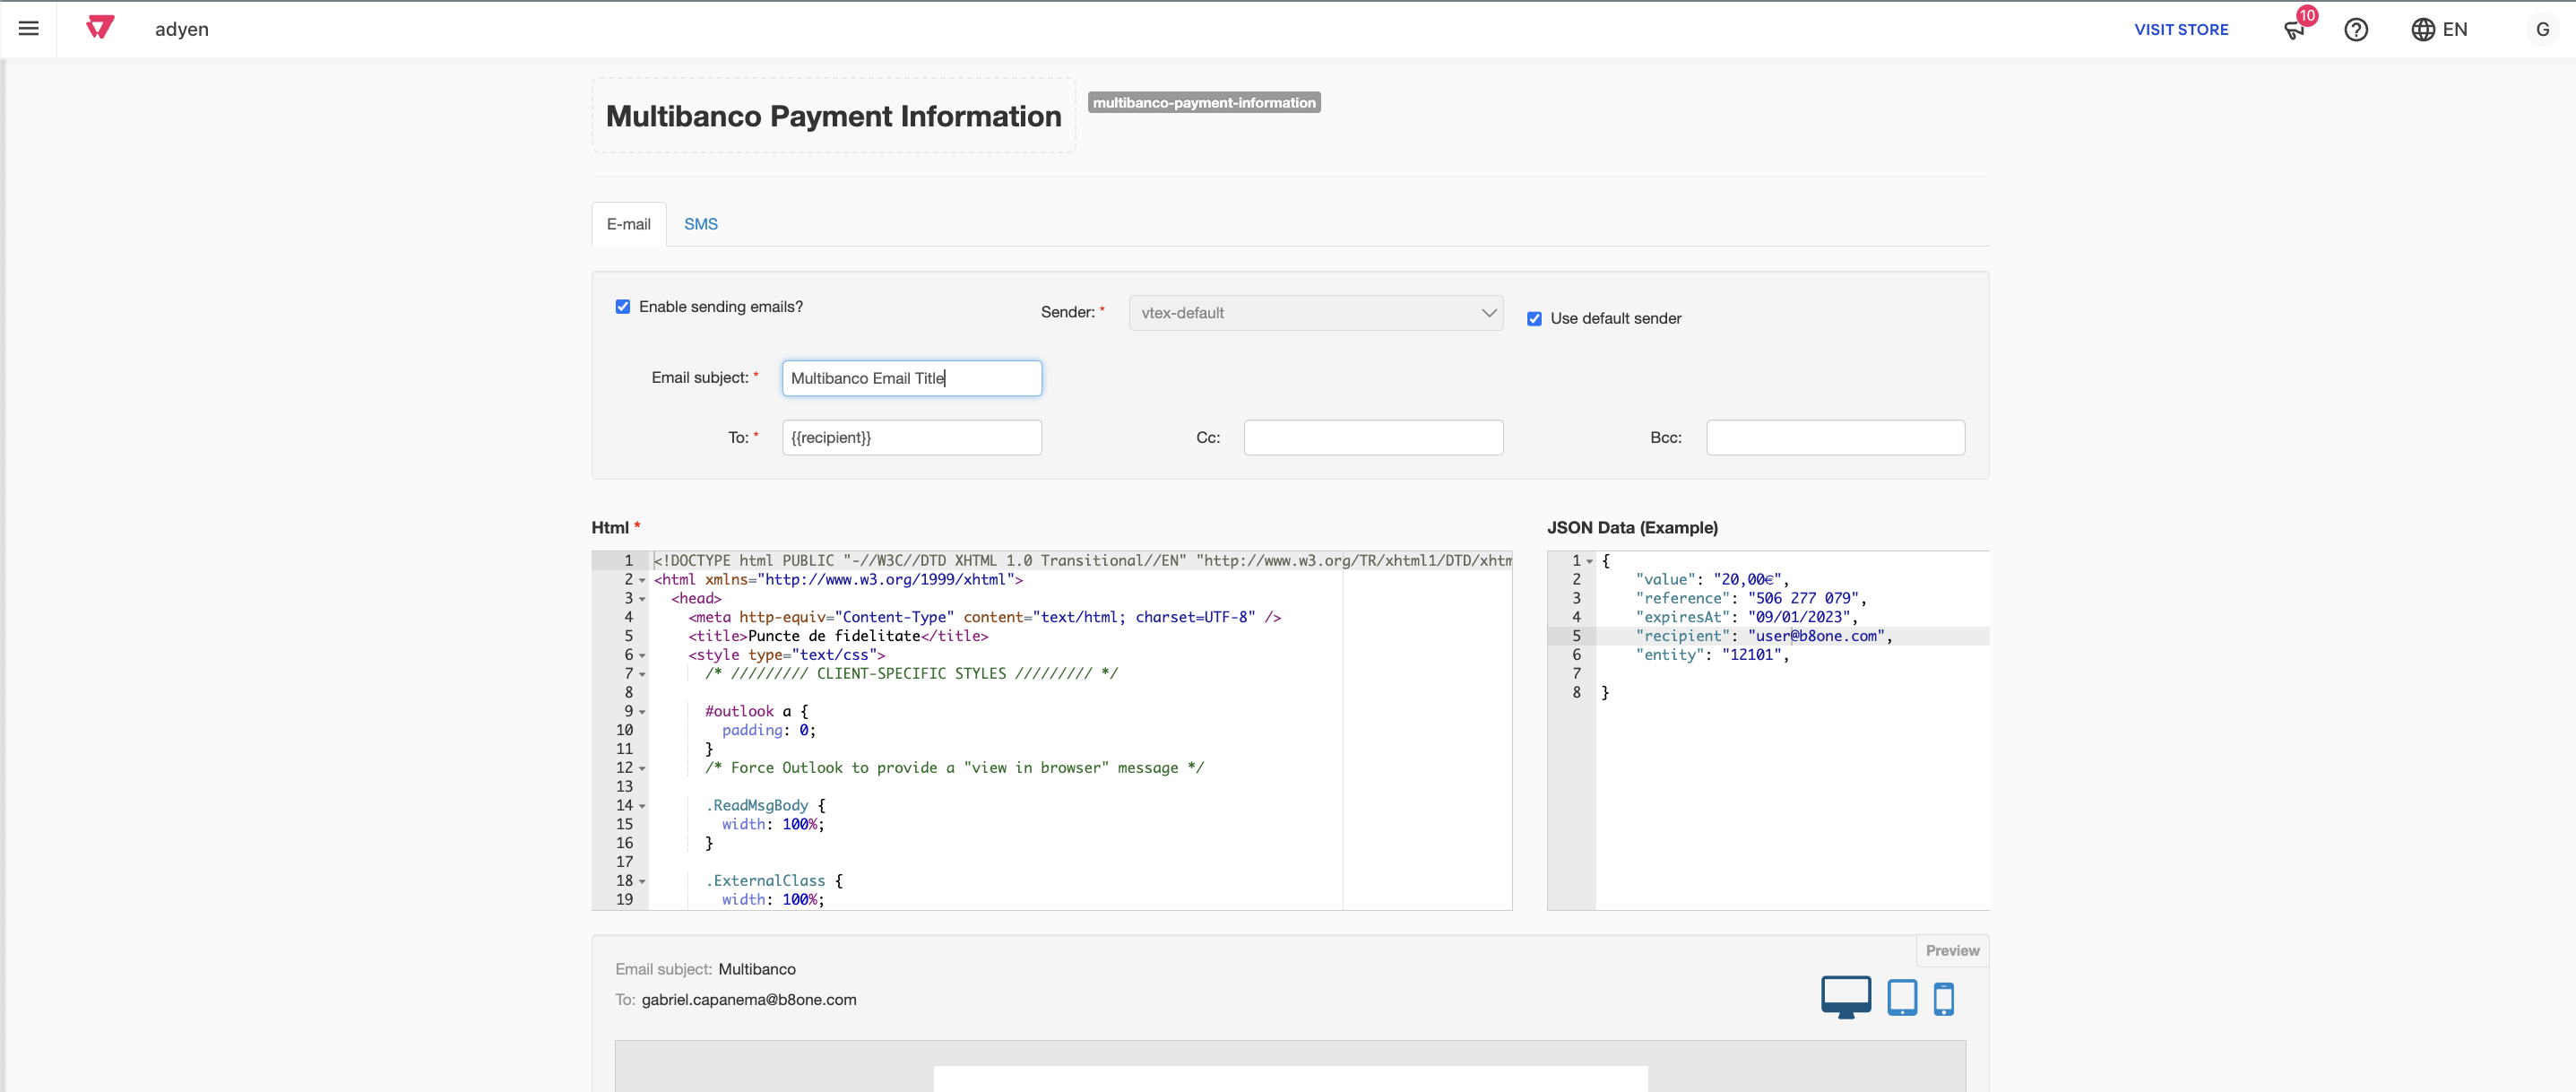 adyen
VISIT STORE
10
EN
G
Multibanco Payment Information
multibanco-payment-information
E-mail
SMS
Enable sending emails?
Sender: *
vtex-default
Use default sender
Email subject: *
Multibanco Email Title
To: *
{{recipient}}
Cc:
Bcc:
Html *
1 <!DOCTYPE html PUBLIC "-//W3C//DTD XHTML 1.0 Transitional//EN" "http://www.w3.org/TR/xhtml1/DTD/xhtm
2 <html xmlns="http://www.w3.org/1999/xhtml">
3 <head>
4 <meta http-equiv="Content-Type" content="text/html; charset=UTF-8" />
5 <title>Puncte de fidelitate</title>
6 <style type="text/css">
7 /* ///////// CLIENT-SPECIFIC STYLES ///////// */
8
9 #outlook a {
10 padding: 0;
11 }
12 /* Force Outlook to provide a "view in browser" message */
13
14 .ReadMsgBody {
15 width: 100%;
16 }
17
18 .ExternalClass {
19 width: 100%;
JSON Data (Example)
1 {
2 "value": "20,00€",
3 "reference": "506 277 079",
4 "expiresAt": "09/01/2023",
5 "recipient": "user@b8one.com",
6 "entity": "12101",
7
8 }
Preview
Email subject: Multibanco
To: gabriel.capanema@b8one.com